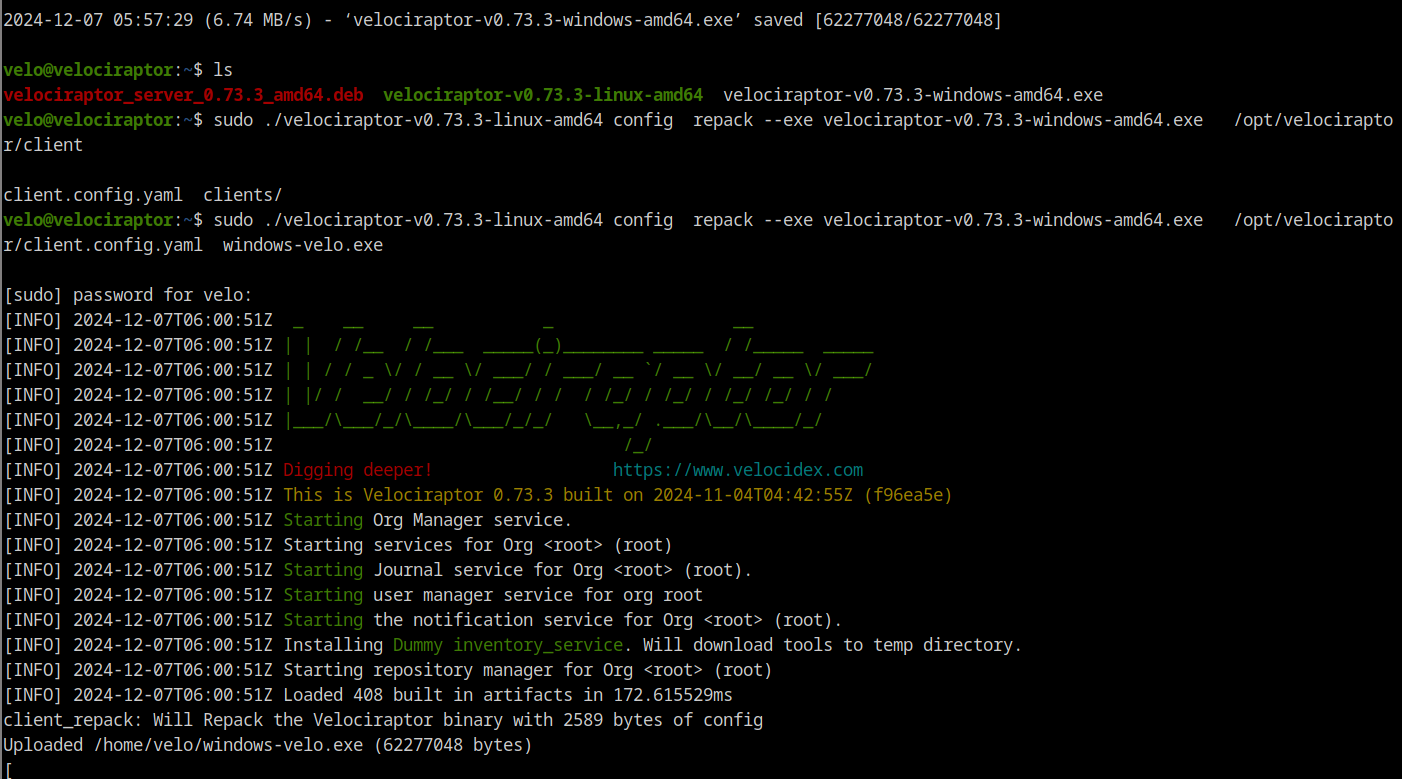 2024-12-07 05:57:29 (6.74 MB/s) - ‘velociraptor-v0.73.3-windows-amd64.exe’ saved [62277048/62277048]
velo@velociraptor:~$ ls
velociraptor_server_0.73.3_amd64.deb  velociraptor-v0.73.3-linux-amd64  velociraptor-v0.73.3-windows-amd64.exe
velo@velociraptor:~$ sudo ./velociraptor-v0.73.3-linux-amd64 config  repack --exe velociraptor-v0.73.3-windows-amd64.exe   /opt/velocirapto
r/client
client.config.yaml  clients/
velo@velociraptor:~$ sudo ./velociraptor-v0.73.3-linux-amd64 config  repack --exe velociraptor-v0.73.3-windows-amd64.exe   /opt/velocirapto
r/client.config.yaml  windows-velo.exe
[sudo] password for velo:
[INFO] 2024-12-07T06:00:51Z  _    __     __           _                  __
[INFO] 2024-12-07T06:00:51Z | |  / /__  / /___  _____(_)________ _____  / /_____  _____
[INFO] 2024-12-07T06:00:51Z | | / / _ \/ / __ \/ ___/ / ___/ __ `/ __ \/ __/ __ \/ ___/
[INFO] 2024-12-07T06:00:51Z | |/ /  __/ / /_/ / /__/ / /  / /_/ / /_/ / /_/ /_/ / /
[INFO] 2024-12-07T06:00:51Z |___/\___/_/\____/\___/_/_/   \__,_/ .___/\__/\____/_/
[INFO] 2024-12-07T06:00:51Z                                   /_/
[INFO] 2024-12-07T06:00:51Z Digging deeper!                  https://www.velocidex.com
[INFO] 2024-12-07T06:00:51Z This is Velociraptor 0.73.3 built on 2024-11-04T04:42:55Z (f96ea5e)
[INFO] 2024-12-07T06:00:51Z Starting Org Manager service.
[INFO] 2024-12-07T06:00:51Z Starting services for Org <root> (root)
[INFO] 2024-12-07T06:00:51Z Starting Journal service for Org <root> (root).
[INFO] 2024-12-07T06:00:51Z Starting user manager service for org root
[INFO] 2024-12-07T06:00:51Z Starting the notification service for Org <root> (root).
[INFO] 2024-12-07T06:00:51Z Installing Dummy inventory_service. Will download tools to temp directory.
[INFO] 2024-12-07T06:00:51Z Starting repository manager for Org <root> (root)
[INFO] 2024-12-07T06:00:51Z Loaded 408 built in artifacts in 172.615529ms
client_repack: Will Repack the Velociraptor binary with 2589 bytes of config
Uploaded /home/velo/windows-velo.exe (62277048 bytes)
[